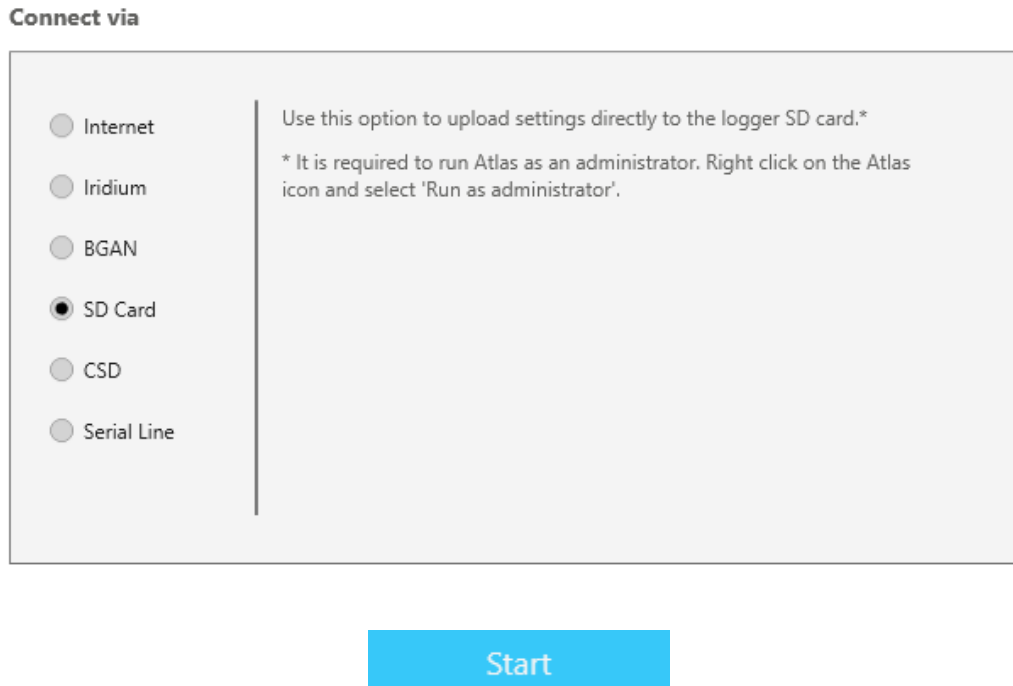 Connect via
Internet
Iridium
BGAN
SD Card
CSD
Serial Line
Use this option to upload settings directly to the logger SD card.*
* It is required to run Atlas as an administrator. Right click on the Atlas
icon and select 'Run as administrator'.
Start